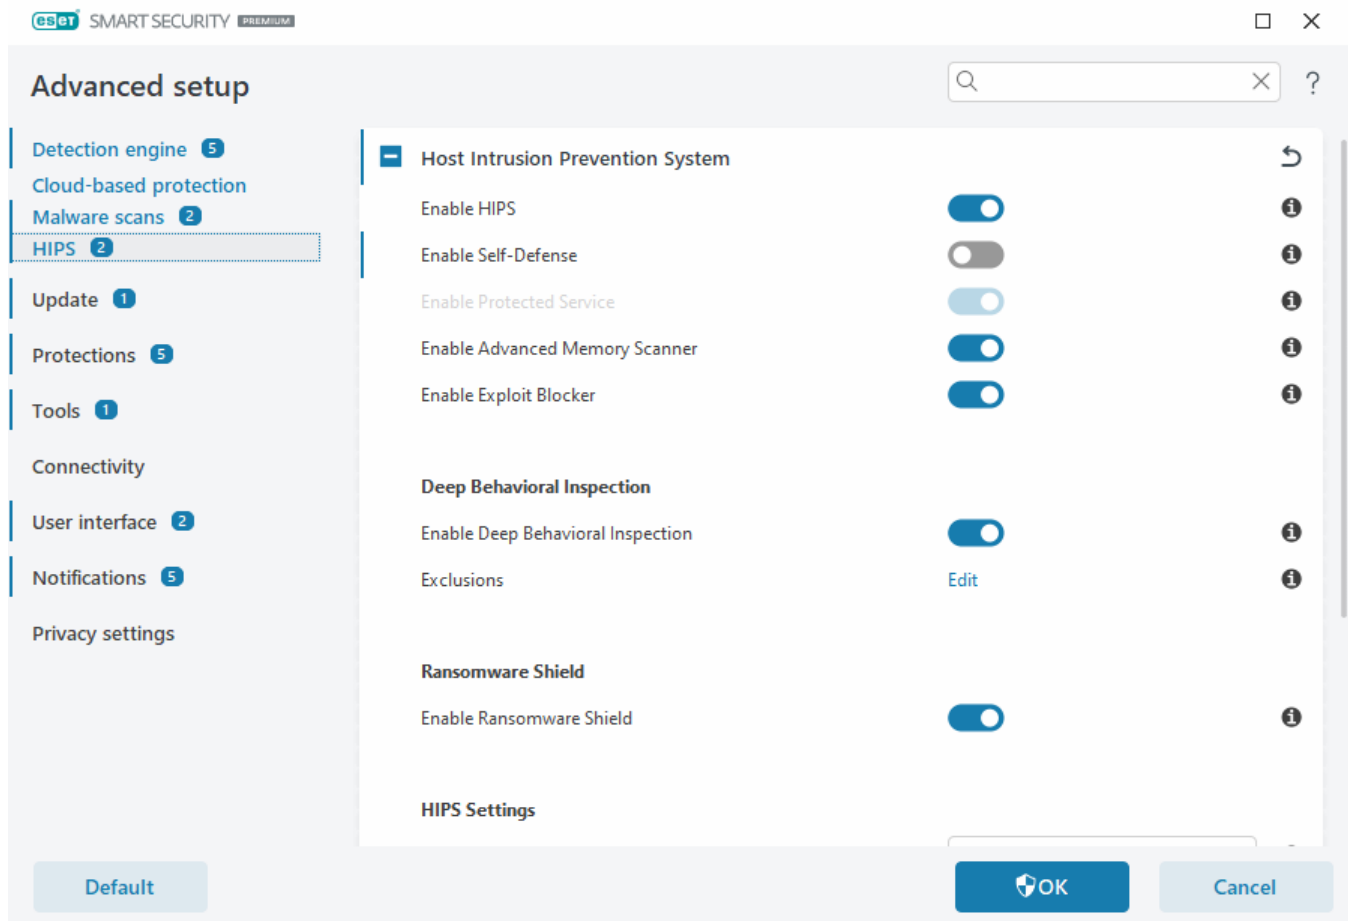 eset SMART SECURITY PREMIUM
Advanced setup
?
Detection engine 5
Cloud-based protection
Malware scans 2
HIPS 2
Update 1
Protections 5
Tools 1
Connectivity
User interface 2
Notifications 5
Privacy settings
Host Intrusion Prevention System
Enable HIPS
Enable Self-Defense
Enable Protected Service
Enable Advanced Memory Scanner
Enable Exploit Blocker
Deep Behavioral Inspection
Enable Deep Behavioral Inspection
Exclusions Edit
Ransomware Shield
Enable Ransomware Shield
HIPS Settings
Default OK Cancel